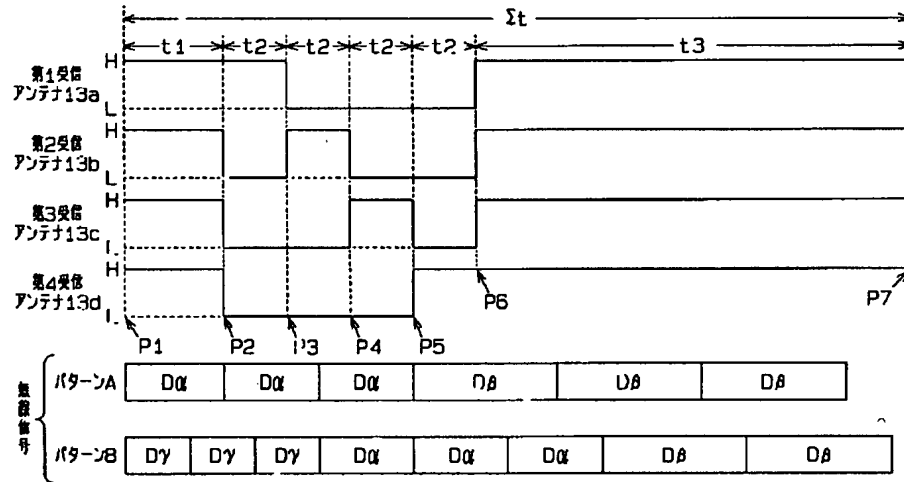 Σt
t1 t2 t2 t2 t2 t3
第1受信
アンテナ13a
H
L
第2受信
アンテナ13b
H
L
第3受信
アンテナ13c
H
L
第4受信
アンテナ13d
H
L
P1 P2 P3 P4 P5 P6 P7
無線信号
パターンA Dα Dα Dα Dβ Dβ Dβ
パターンB Dγ Dγ Dγ Dα Dα Dα Dβ Dβ